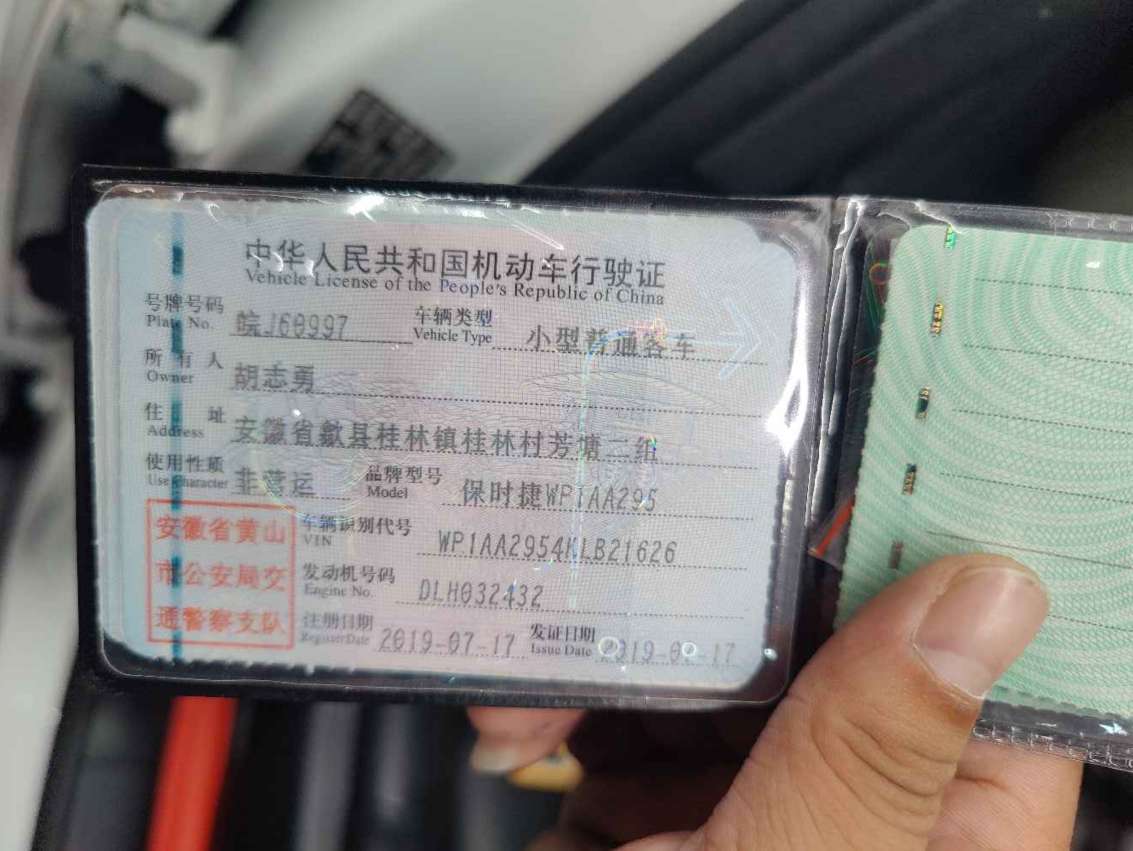 中华人民共和国机动车行驶证
Vehicle License of the People's Republic of China
号牌号码 皖J60997 车辆类型 小型普通客车
Plate No. Vehicle Type
所有人 胡志勇
Owner
住 址 安徽省歙县桂林镇桂林村芳塘二组
Address
使用性质 非营运 品牌型号 保时捷WP1AA295
Use Character Model
安徽省黄山
市公安局交
通警察支队
车辆识别代号 WP1AA2954KLB21626
VIN
发动机号码 DLH032432
Engine No.
注册日期 2019-07-17 发证日期
Register Date Issue Date